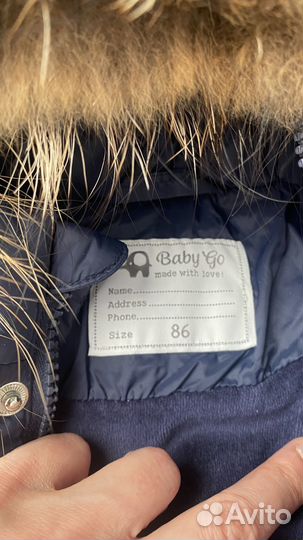 Baby Go
made with love!
Name
Address
Phone
Size 86
Avito